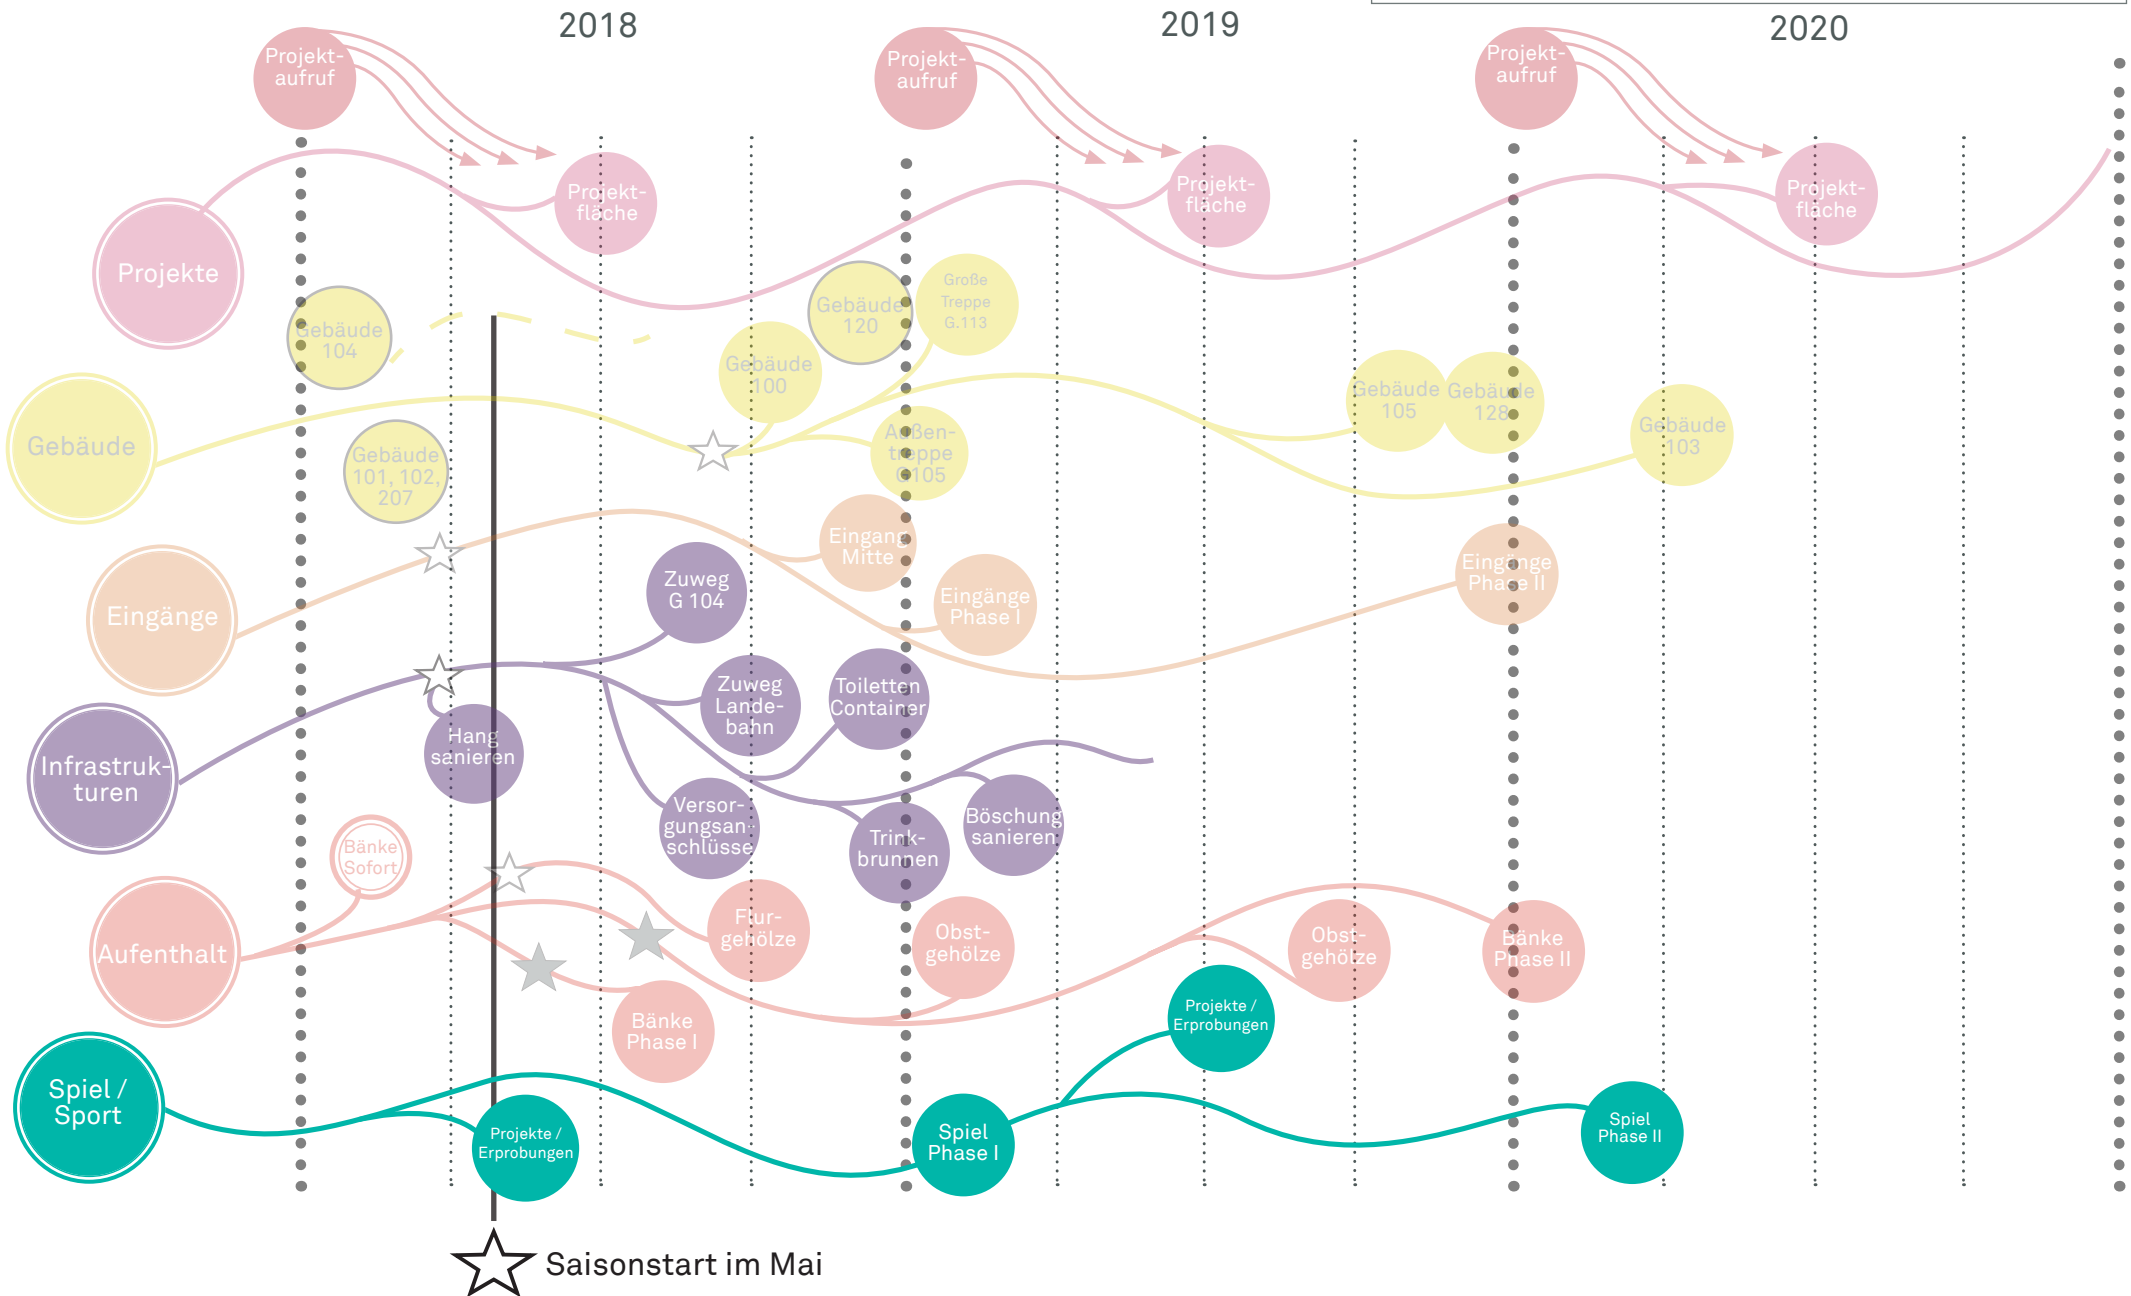 2018
2019
2020
Projekt-
aufruf
Projekt-
aufruf
Projekt-
aufruf
Projekt-
fläche
Projekt-
fläche
Projekt-
fläche
Projekte
Gebäude
104
Gebäude
120
Große
Treppe
G.113
Gebäude
100
Gebäude
105
Gebäude
128
Gebäude
103
Gebäude
Gebäude
101, 102,
207
Außen-
treppe
G105
Eingang
Mitte
Eingänge
Phase I
Eingänge
Phase II
Eingänge
Zuweg
G 104
Zuweg
Lande-
bahn
Toiletten
Container
Hang
sanieren
Infrastruk-
turen
Versor-
gungsan-
schlüsse
Trink-
brunnen
Böschung
sanieren
Bänke
Sofort
Flur-
gehölze
Obst-
gehölze
Obst-
gehölze
Bänke
Phase II
Aufenthalt
Bänke
Phase I
Projekte /
Erprobungen
Spiel /
Sport
Projekte /
Erprobungen
Spiel
Phase I
Spiel
Phase II
Saisonstart im Mai